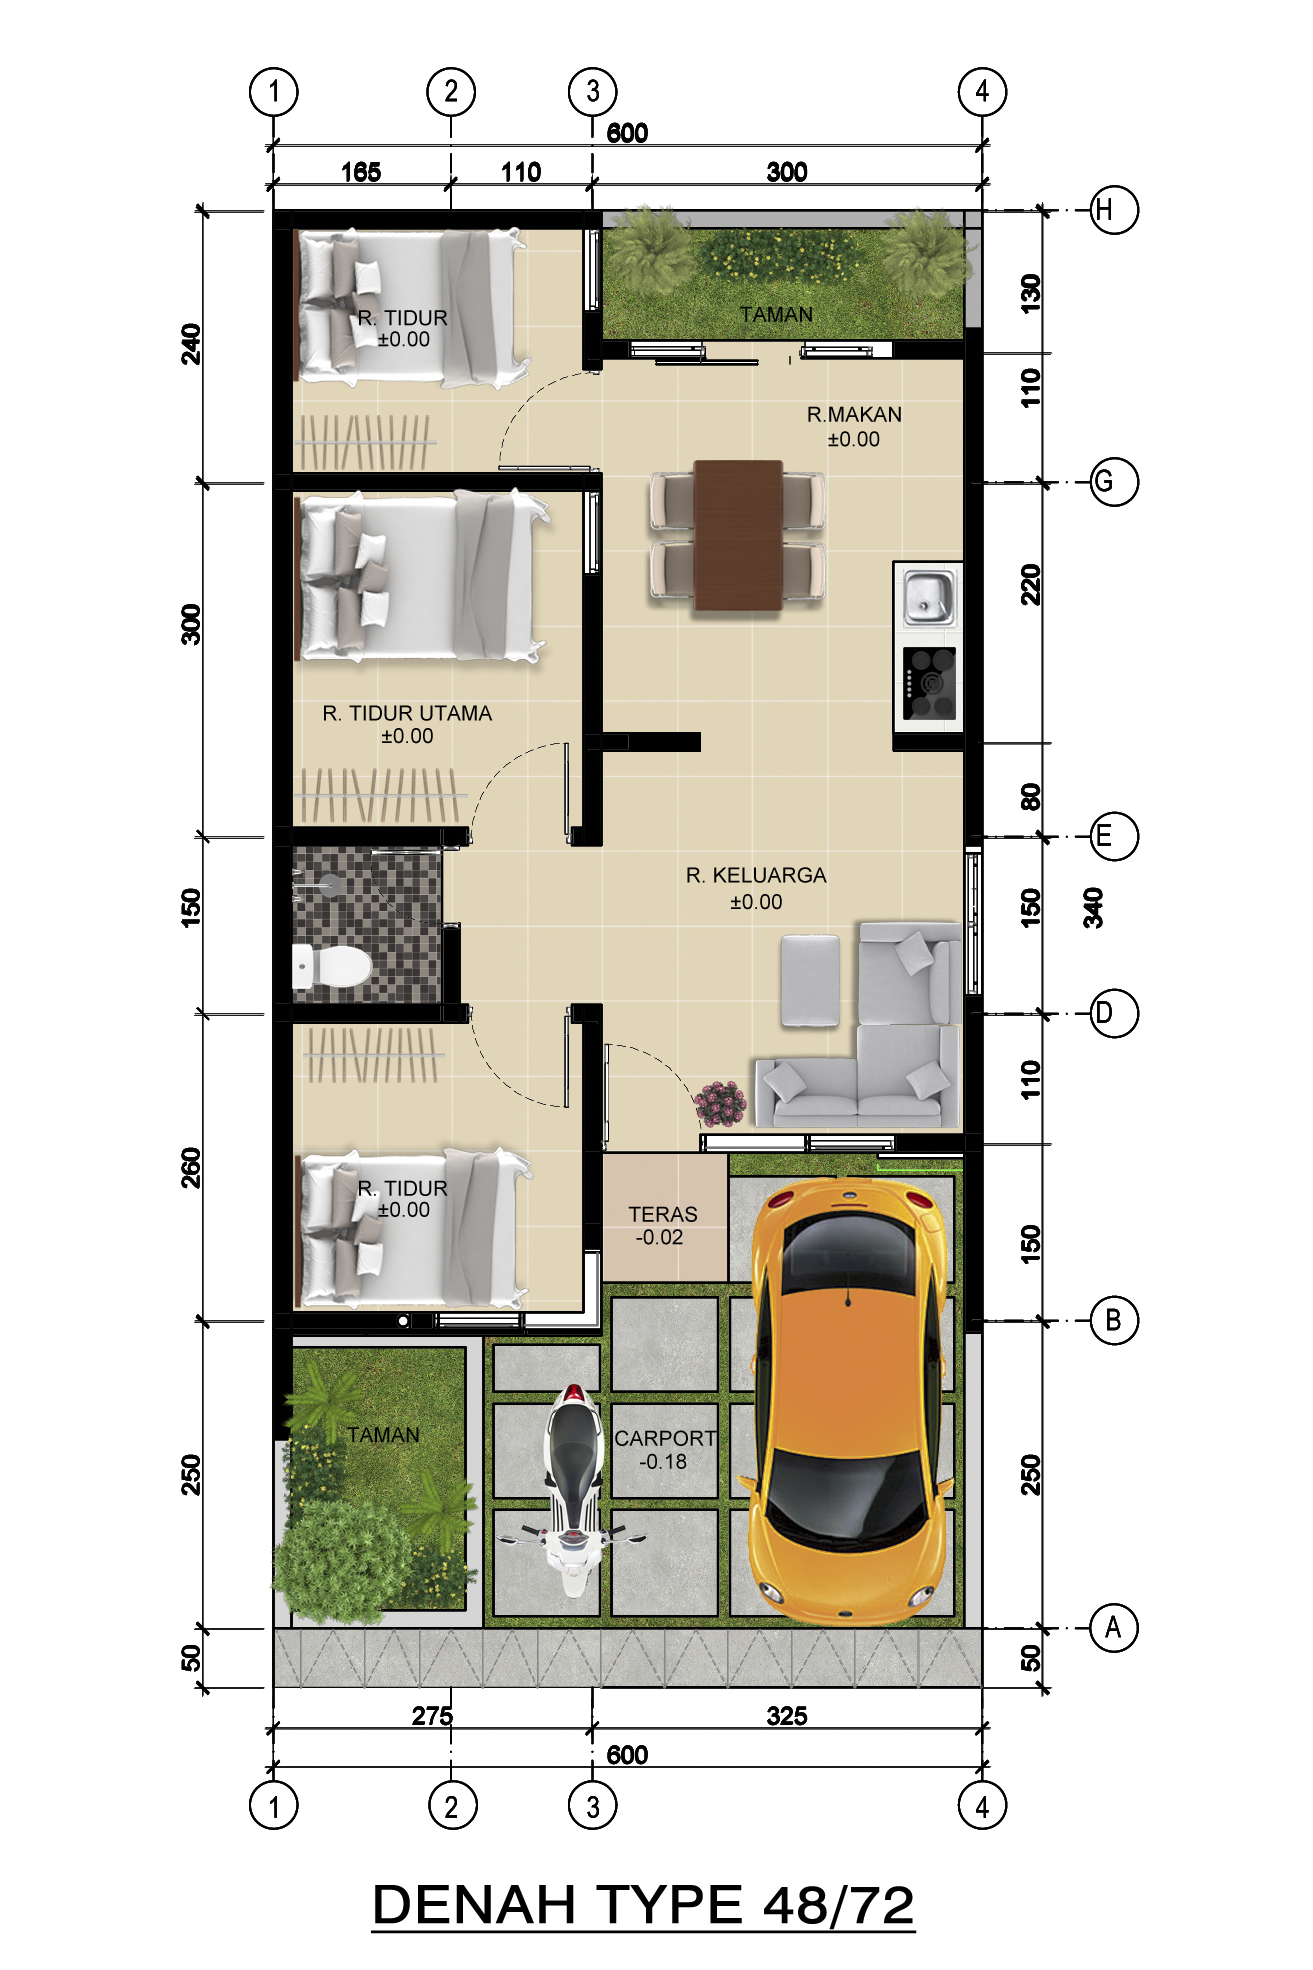 1 2 3 4
600
165 110 300
H
130
R. TIDUR
±0.00
TAMAN
240
110
R.MAKAN
±0.00
G
220
300
R. TIDUR UTAMA
±0.00
80
E
R. KELUARGA
±0.00
150
150
340
D
110
260
R. TIDUR
±0.00
TERAS
-0.02
150
B
TAMAN
CARPORT
-0.18
250
250
A
50
50
275 325
600
1 2 3 4
DENAH TYPE 48/72